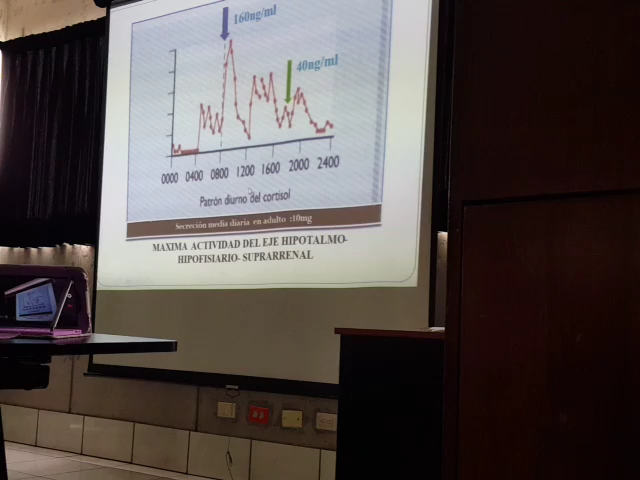 160ng/ml
40ng/ml
0000 0400 0800 1200 1600 2000 2400
Patrón diurno del cortisol
Secreción media diaria en adulto :10mg
MAXIMA ACTIVIDAD DEL EJE HIPOTALMO-
HIPOFISIARIO- SUPRARRENAL